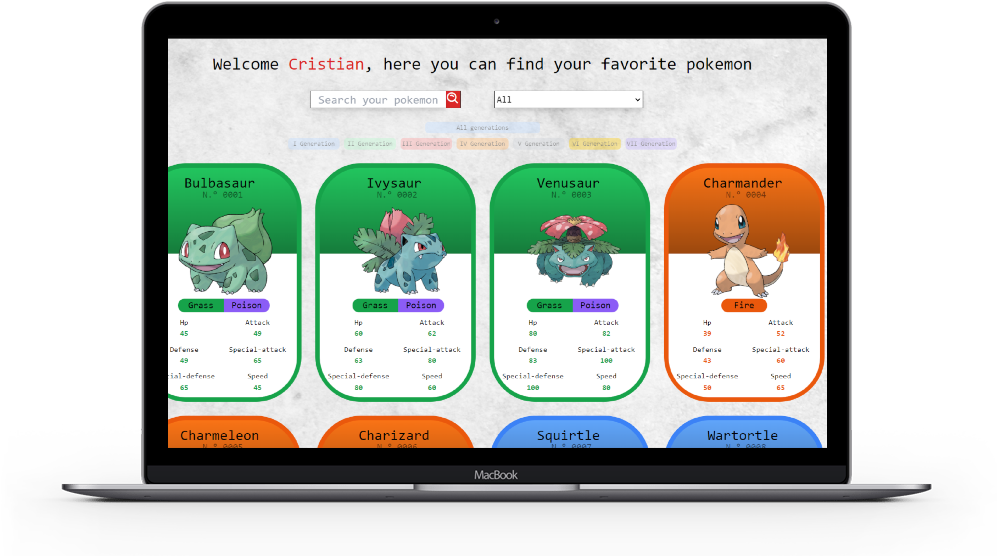 Welcome Cristian, here you can find your favorite pokemon
Search your pokemon
All
All generations
I Generation II Generation III Generation IV Generation V Generation VI Generation VII Generation
Bulbasaur
N.º 0001
Grass Poison
Hp Attack
45 49
Defense Special-attack
49 65
cial-defense Speed
65 45
Ivysaur
N.º 0002
Grass Poison
Hp Attack
60 62
Defense Special-attack
63 80
Special-defense Speed
80 60
Venusaur
N.º 0003
Grass Poison
Hp Attack
80 82
Defense Special-attack
83 100
Special-defense Speed
100 80
Charmander
N.º 0004
Fire
Hp Attack
39 52
Defense Special-attack
43 60
Special-defense Speed
50 65
Charmeleon
N.º 0005
Charizard
N.º 0006
Squirtle
N.º 0007
Wartortle
N.º 0008
MacBook